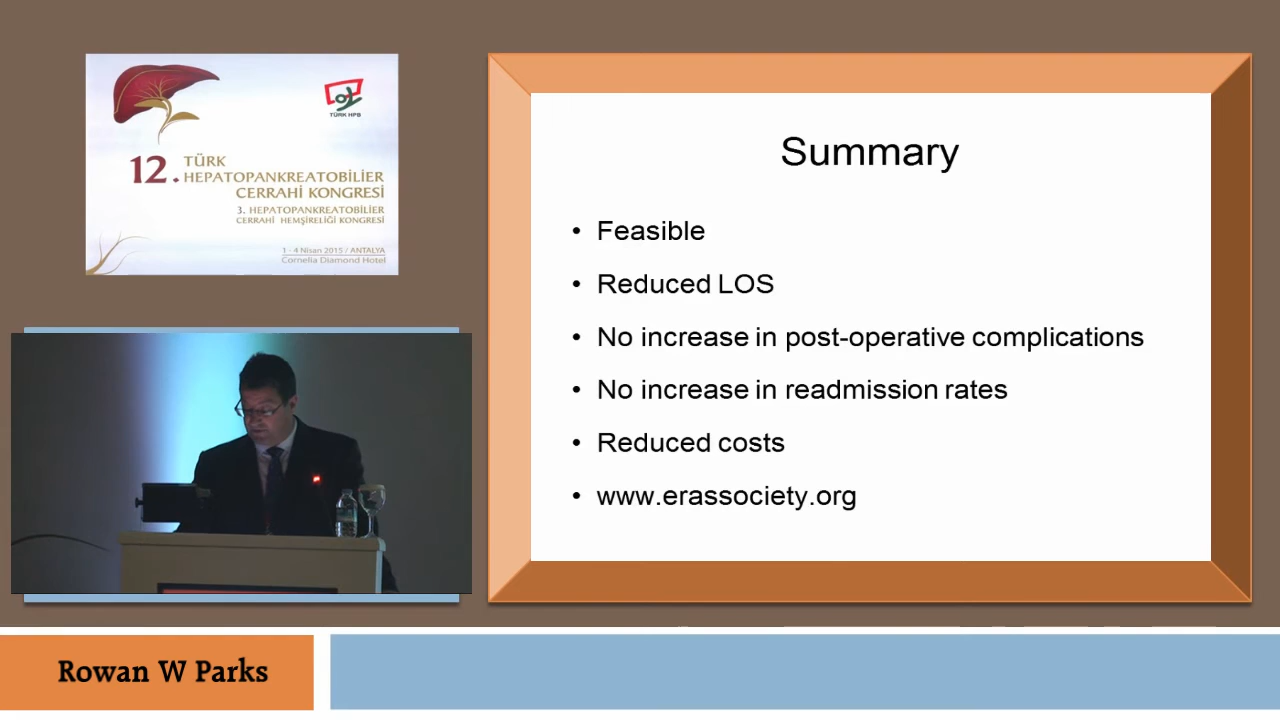 TÜRK HPB
12. TÜRK
HEPATOPANKREATOBİLİER
CERRAHİ KONGRESİ
3. HEPATOPANKREATOBİLİER
CERRAHİ HEMŞİRELİĞİ KONGRESİ
1 - 4 Nisan 2015 / ANTALYA
Cornelia Diamond Hotel
Summary
• Feasible
• Reduced LOS
• No increase in post-operative complications
• No increase in readmission rates
• Reduced costs
• www.erassociety.org
Rowan W Parks